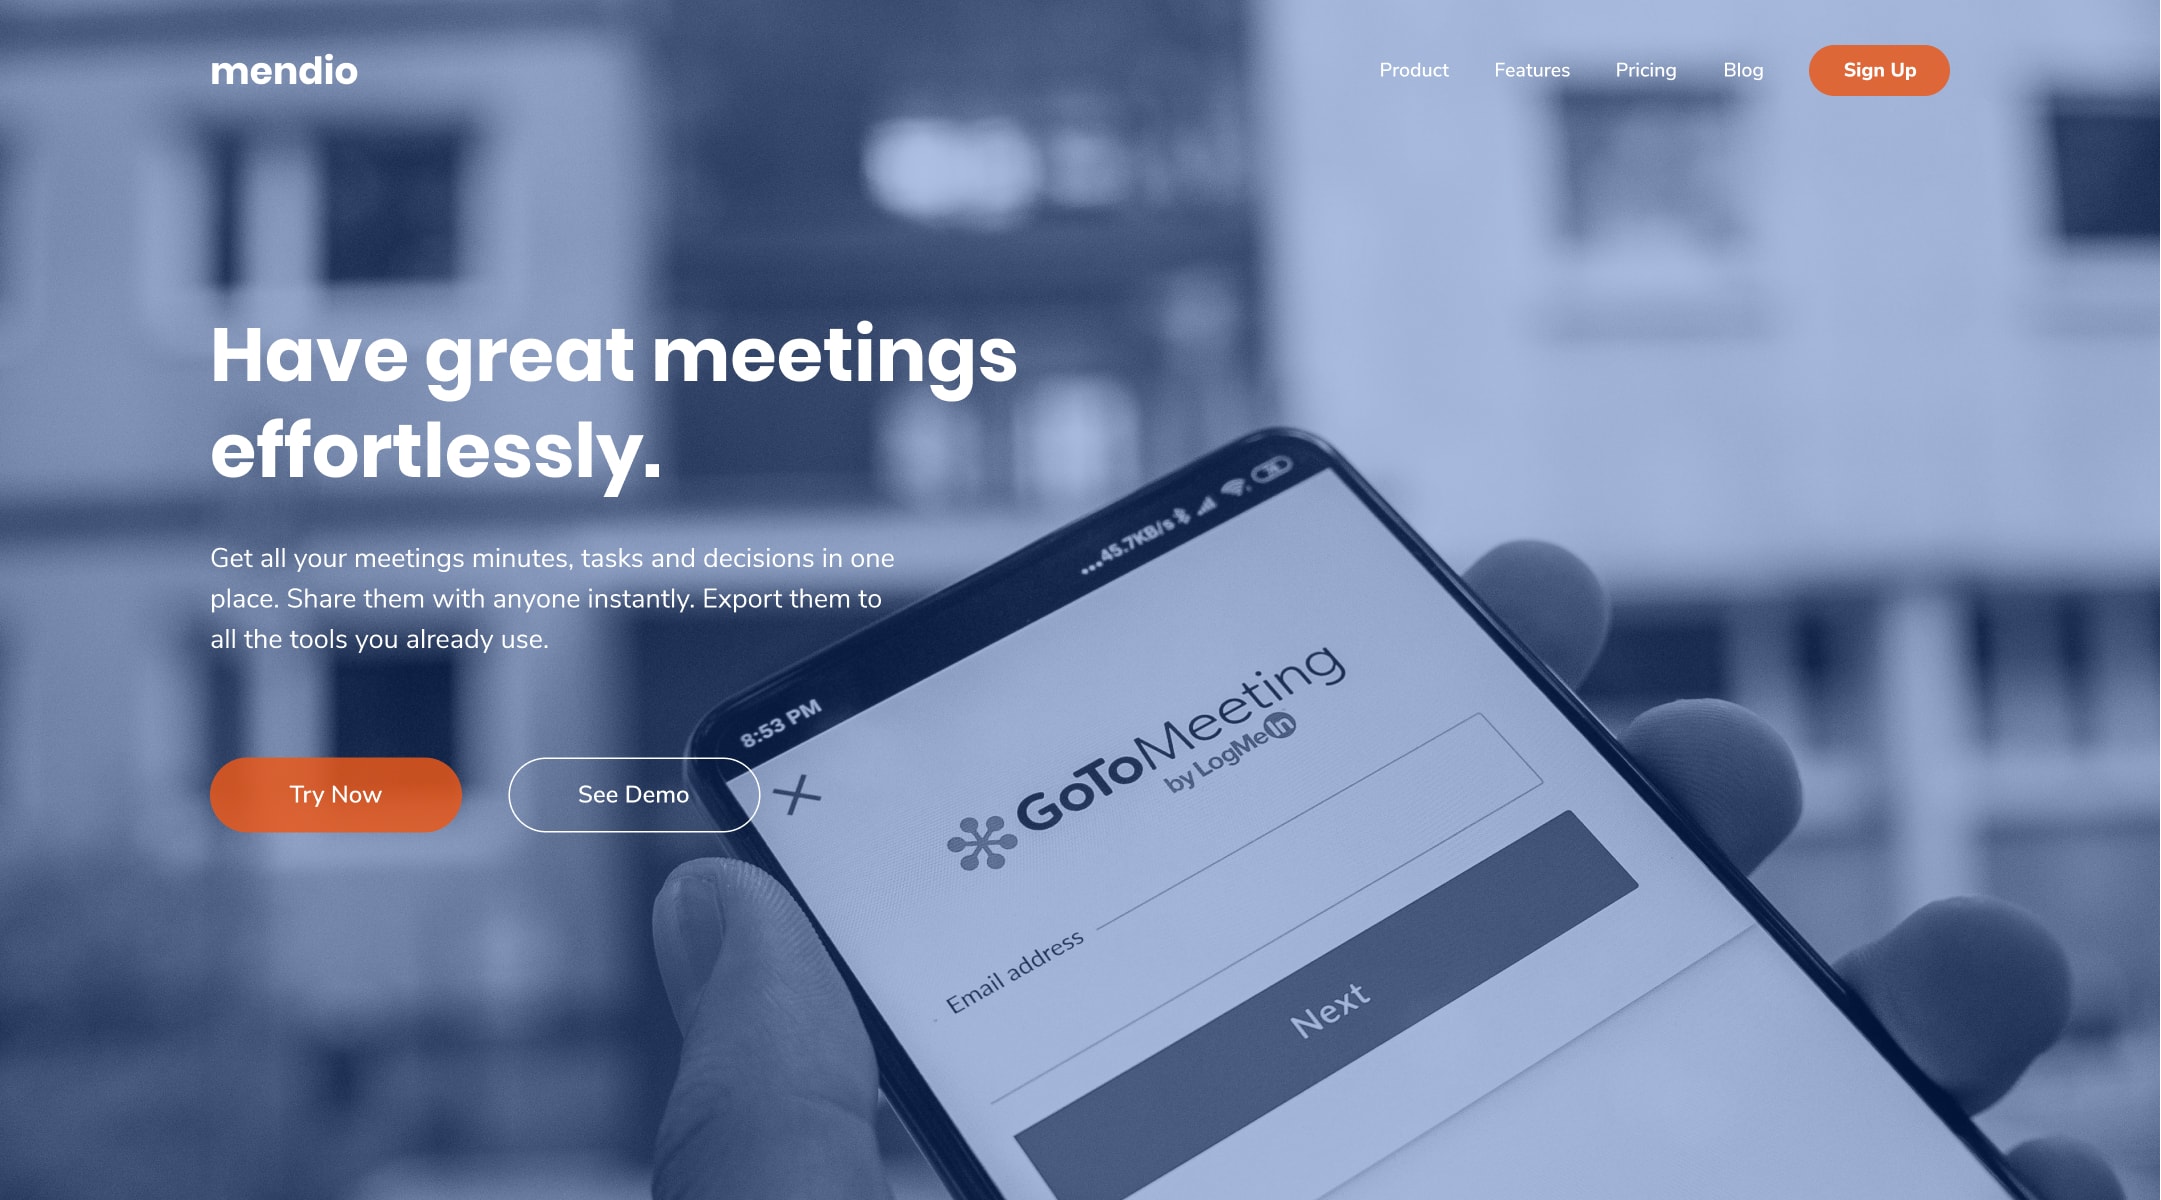 mendio
Product Features Pricing Blog Sign Up
Have great meetings
effortlessly.
Get all your meetings minutes, tasks and decisions in one
place. Share them with anyone instantly. Export them to
all the tools you already use.
Try Now See Demo
8:53 PM ...45.7KB/s
GoToMeeting
by LogMeIn
Email address
Next